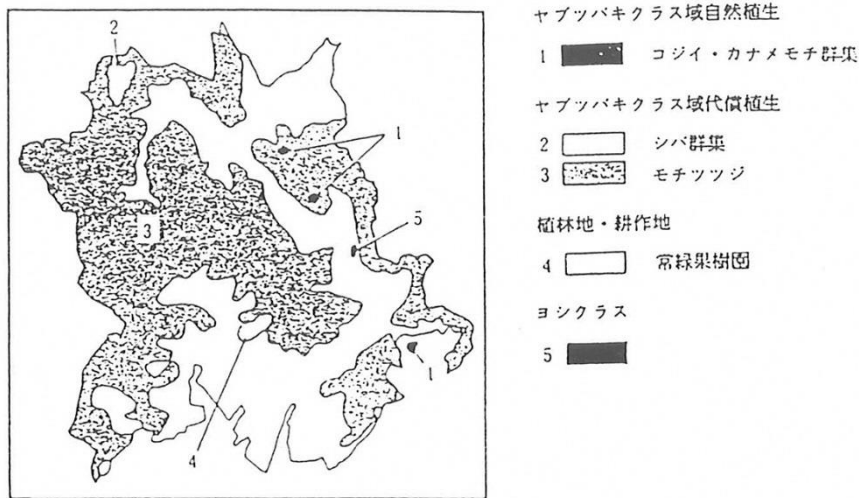 ヤブツバキクラス域自然植生
1 コジイ・カナメモチ群集
ヤブツバキクラス域代償植生
2 シバ群集
3 モチツツジ
植林地・耕作地
4 常緑果樹園
ヨシクラス
5
2
1
5
3
1
4